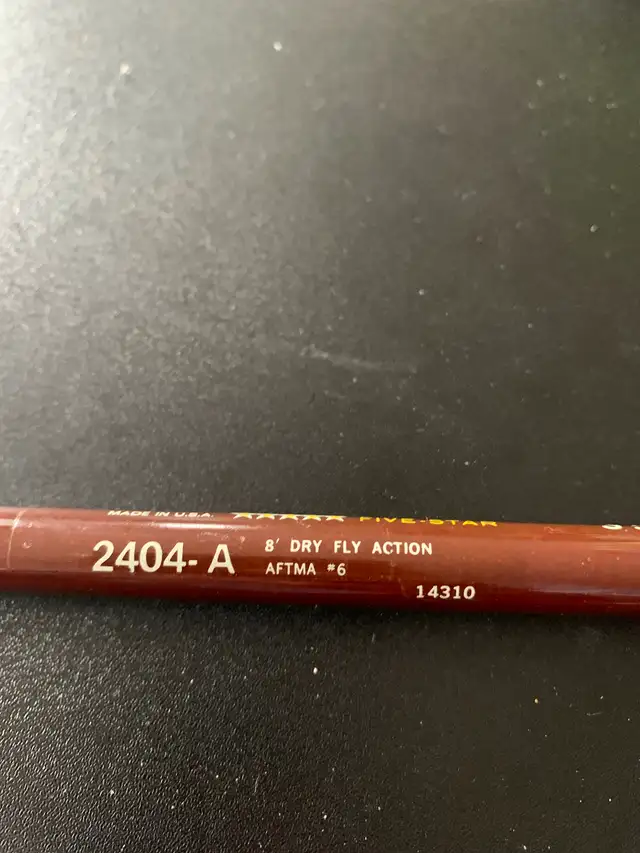 MADE IN U.S.A. ★★★★★ FIVE-STAR
2404-A
8' DRY FLY ACTION
AFTMA #6
14310